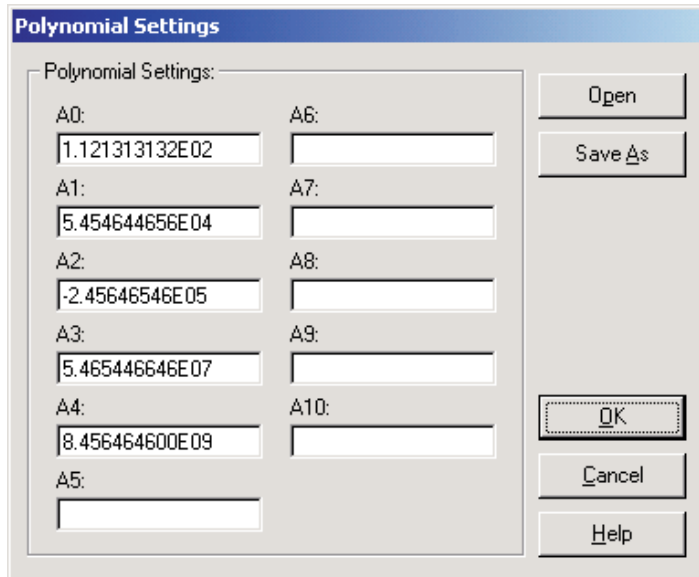 Polynomial Settings
Polynomial Settings:
A0:
1.121313132E02
A1:
5.454644656E04
A2:
-2.45646546E05
A3:
5.465446646E07
A4:
8.456464600E09
A5:
A6:
A7:
A8:
A9:
A10:
Open
Save As
OK
Cancel
Help